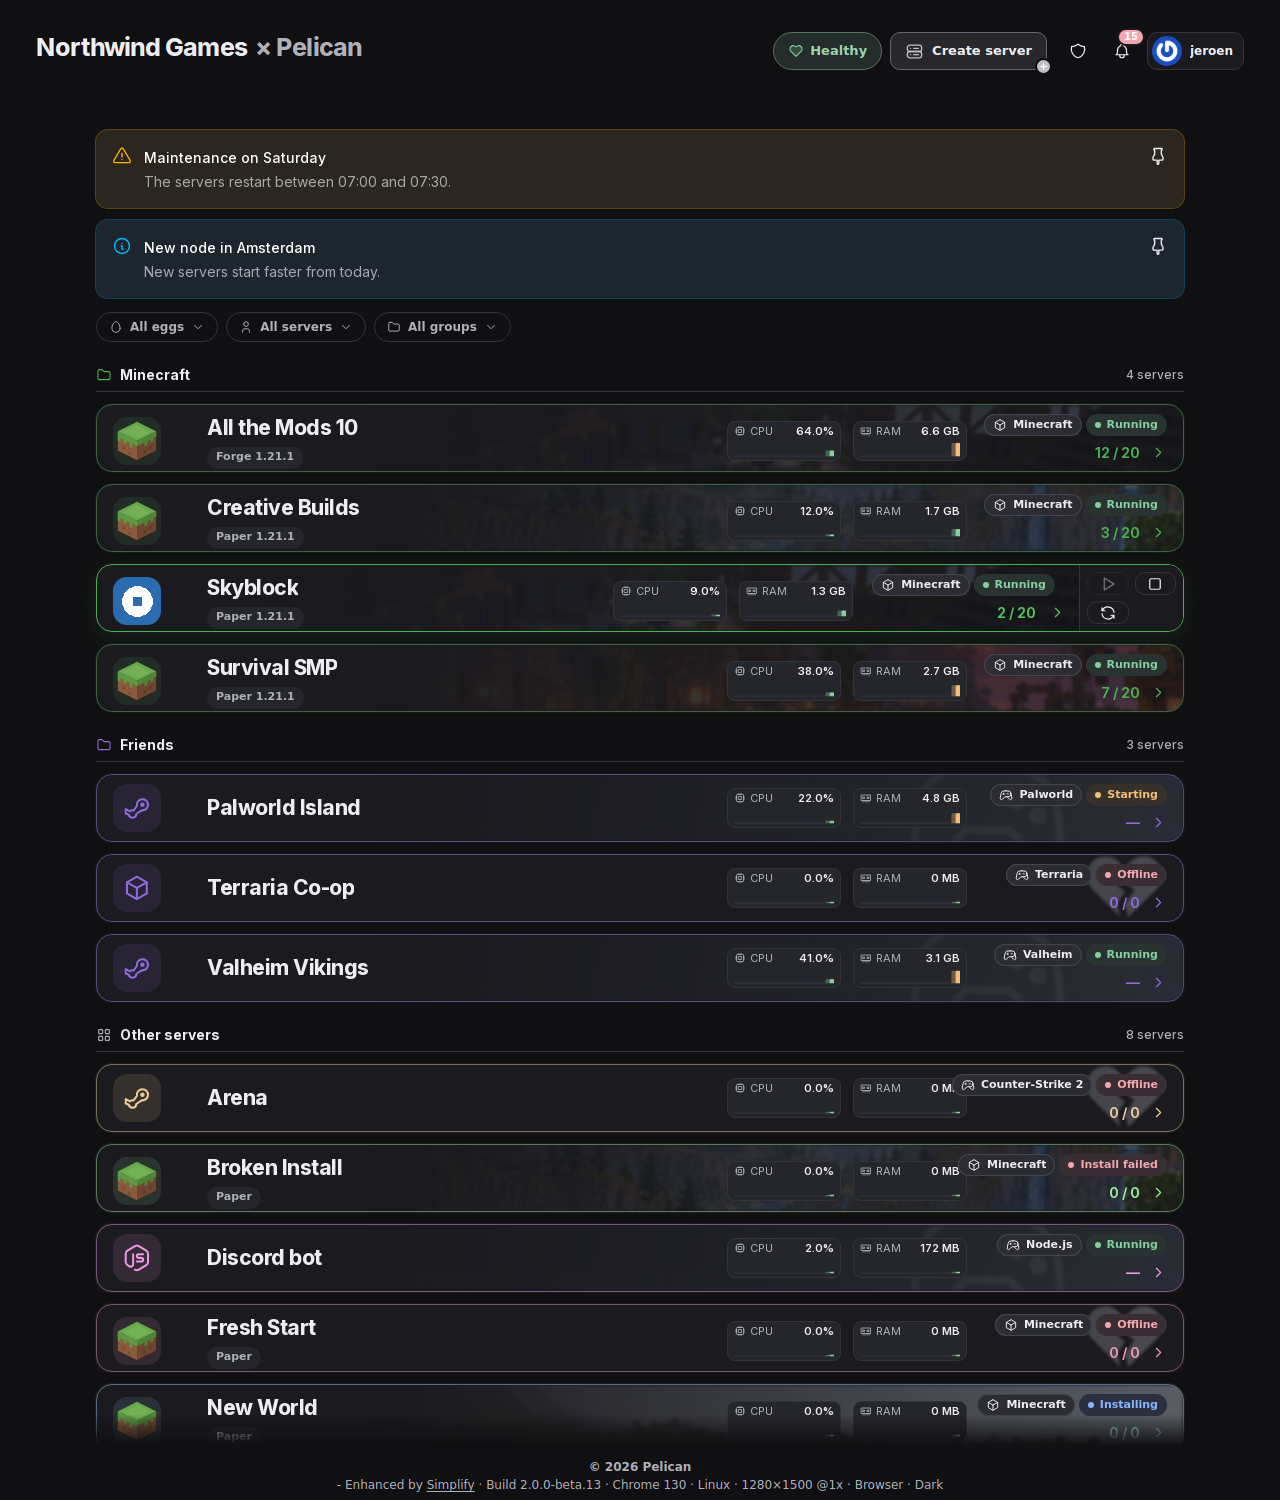 Northwind Games × Pelican
Healthy
Create server
15
jeroen
Maintenance on Saturday
The servers restart between 07:00 and 07:30.
New node in Amsterdam
New servers start faster from today.
All eggs
All servers
All groups
Minecraft
4 servers
All the Mods 10
Forge 1.21.1
CPU 64.0%
RAM 6.6 GB
Minecraft
Running
12 / 20
Creative Builds
Paper 1.21.1
CPU 12.0%
RAM 1.7 GB
Minecraft
Running
3 / 20
Skyblock
Paper 1.21.1
CPU 9.0%
RAM 1.3 GB
Minecraft
Running
2 / 20
Survival SMP
Paper 1.21.1
CPU 38.0%
RAM 2.7 GB
Minecraft
Running
7 / 20
Friends
3 servers
Palworld Island
CPU 22.0%
RAM 4.8 GB
Palworld
Starting
—
Terraria Co-op
CPU 0.0%
RAM 0 MB
Terraria
Offline
0 / 0
Valheim Vikings
CPU 41.0%
RAM 3.1 GB
Valheim
Running
—
Other servers
8 servers
Arena
CPU 0.0%
RAM 0 M
Counter-Strike 2
Offline
0 / 0
Broken Install
Paper
CPU 0.0%
RAM 0 MB
Minecraft
Install failed
0 / 0
Discord bot
CPU 2.0%
RAM 172 MB
Node.js
Running
—
Fresh Start
Paper
CPU 0.0%
RAM 0 MB
Minecraft
Offline
0 / 0
New World
Paper
CPU 0.0%
RAM 0 MB
Minecraft
Installing
0 / 0
© 2026 Pelican
- Enhanced by Simplify · Build 2.0.0-beta.13 · Chrome 130 · Linux · 1280×1500 @1x · Browser · Dark